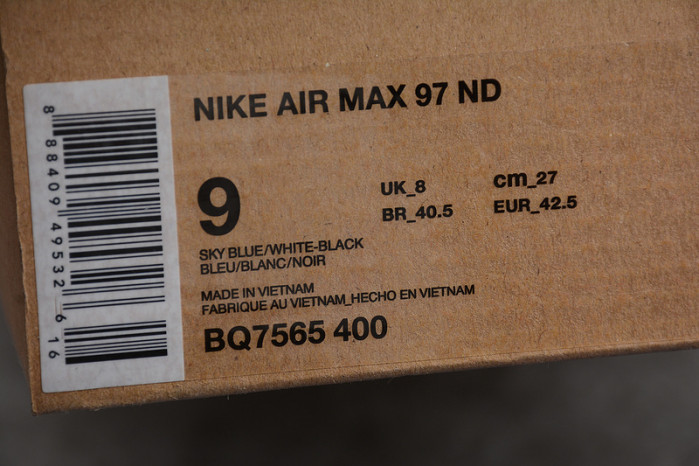 NIKE AIR MAX 97 ND
9
UK_8
cm_27
BR_40.5
EUR_42.5
SKY BLUE/WHITE-BLACK
BLEU/BLANC/NOIR
MADE IN VIETNAM
FABRIQUE AU VIETNAM_HECHO EN VIETNAM
BQ7565 400
8 88409 49532 6 16